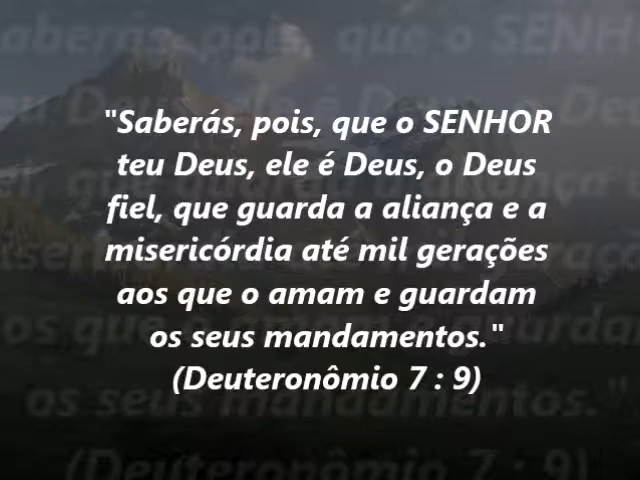 "Saberás, pois, que o SENHOR
teu Deus, ele é Deus, o Deus
fiel, que guarda a aliança e a
misericórdia até mil gerações
aos que o amam e guardam
os seus mandamentos."
(Deuteronômio 7 : 9)